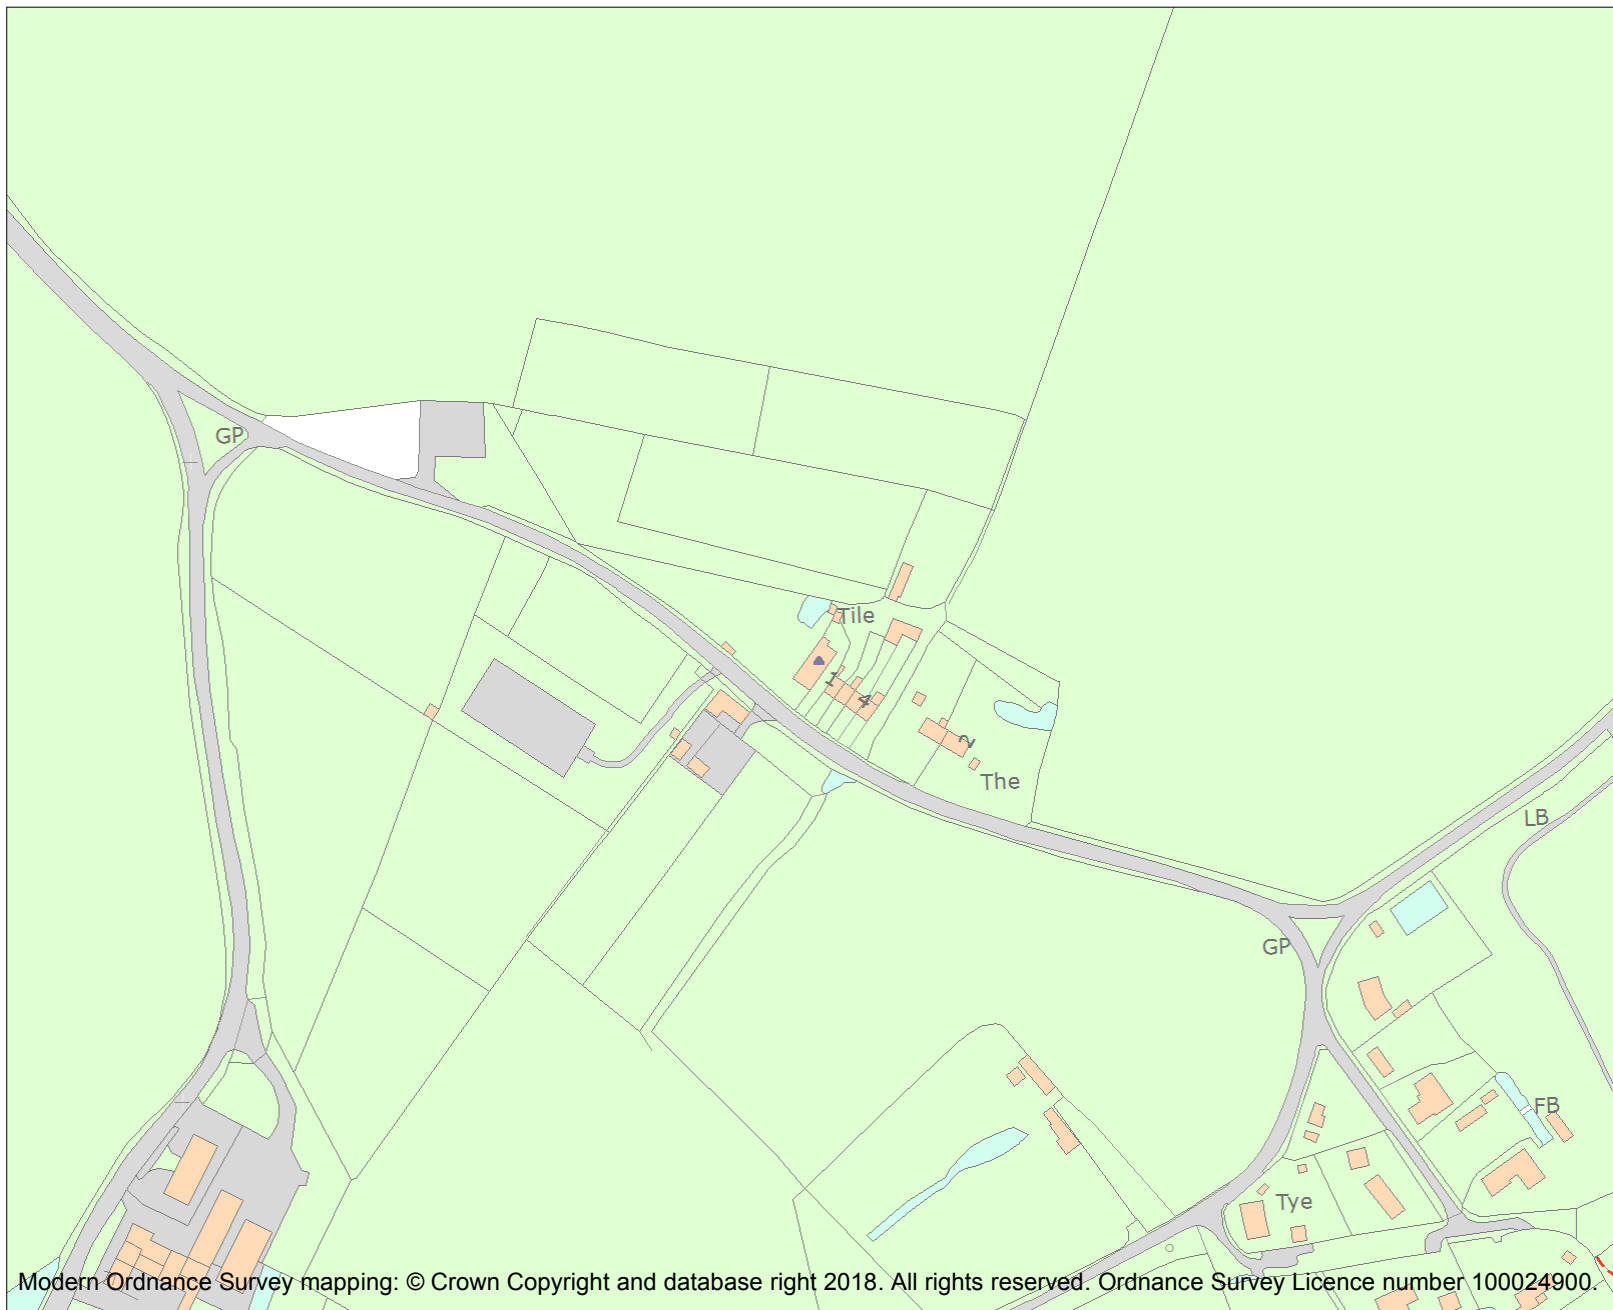 GP
Tile
1
4
2
The
LB
GP
FB
Tye
Modern Ordnance Survey mapping: © Crown Copyright and database right 2018. All rights reserved. Ordnance Survey Licence number 100024900.